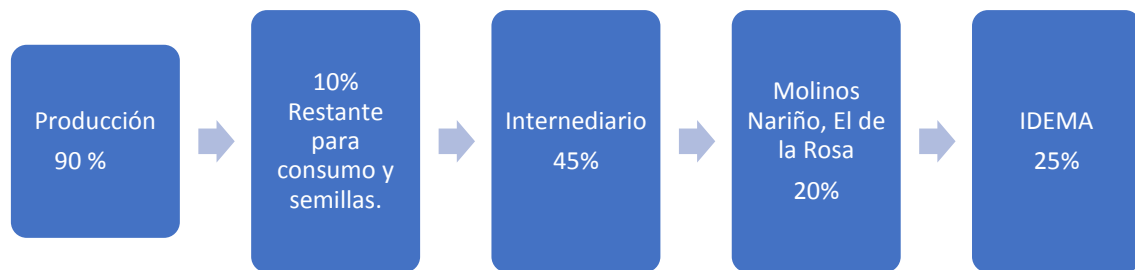 Producción
90 %
10%
Restante
para
consumo y
semillas.
Internediario
45%
Molinos
Nariño, El de
la Rosa
20%
IDEMA
25%